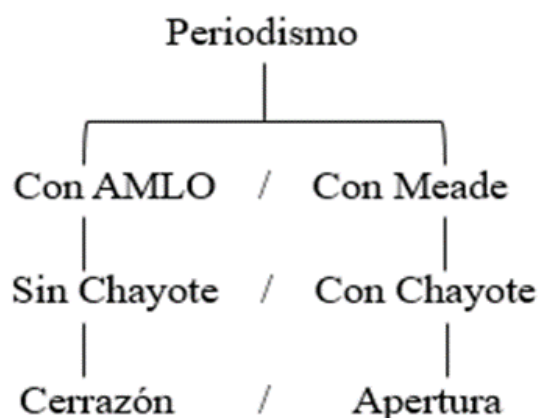 Periodismo
Con AMLO / Con Meade
Sin Chayote / Con Chayote
Cerrazón / Apertura